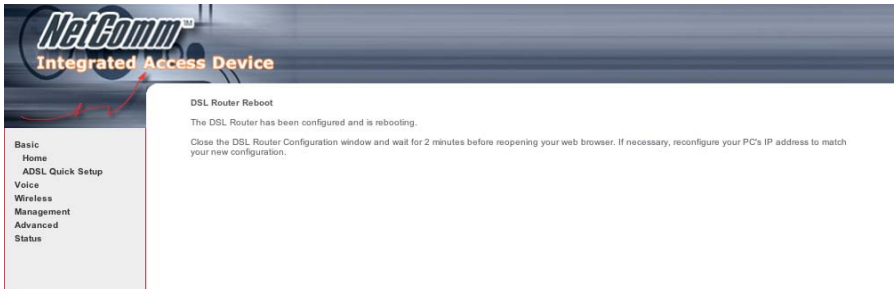 NetComm™
Integrated Access Device
DSL Router Reboot
The DSL Router has been configured and is rebooting.
Close the DSL Router Configuration window and wait for 2 minutes before reopening your web browser. If necessary, reconfigure your PC's IP address to match
your new configuration.
Basic
Home
ADSL Quick Setup
Voice
Wireless
Management
Advanced
Status